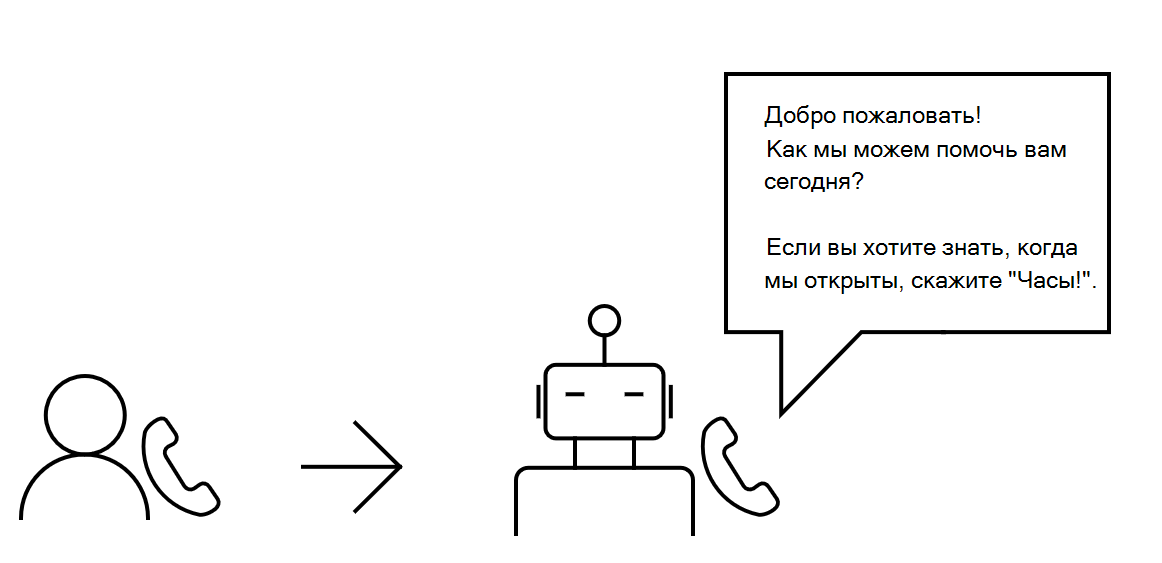 Добро пожаловать!
Как мы можем помочь вам
сегодня?
Если вы хотите знать, когда
мы открыты, скажите "Часы!".